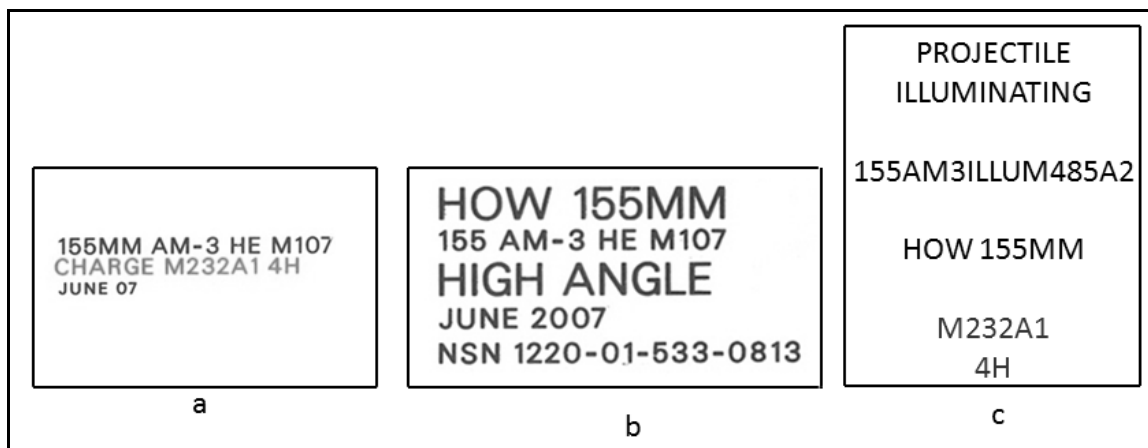 155MM AM-3 HE M107
CHARGE M232A1 4H
JUNE 07
a
HOW 155MM
155 AM-3 HE M107
HIGH ANGLE
JUNE 2007
NSN 1220-01-533-0813
b
PROJECTILE
ILLUMINATING
155AM3ILLUM485A2
HOW 155MM
M232A1
4H
c